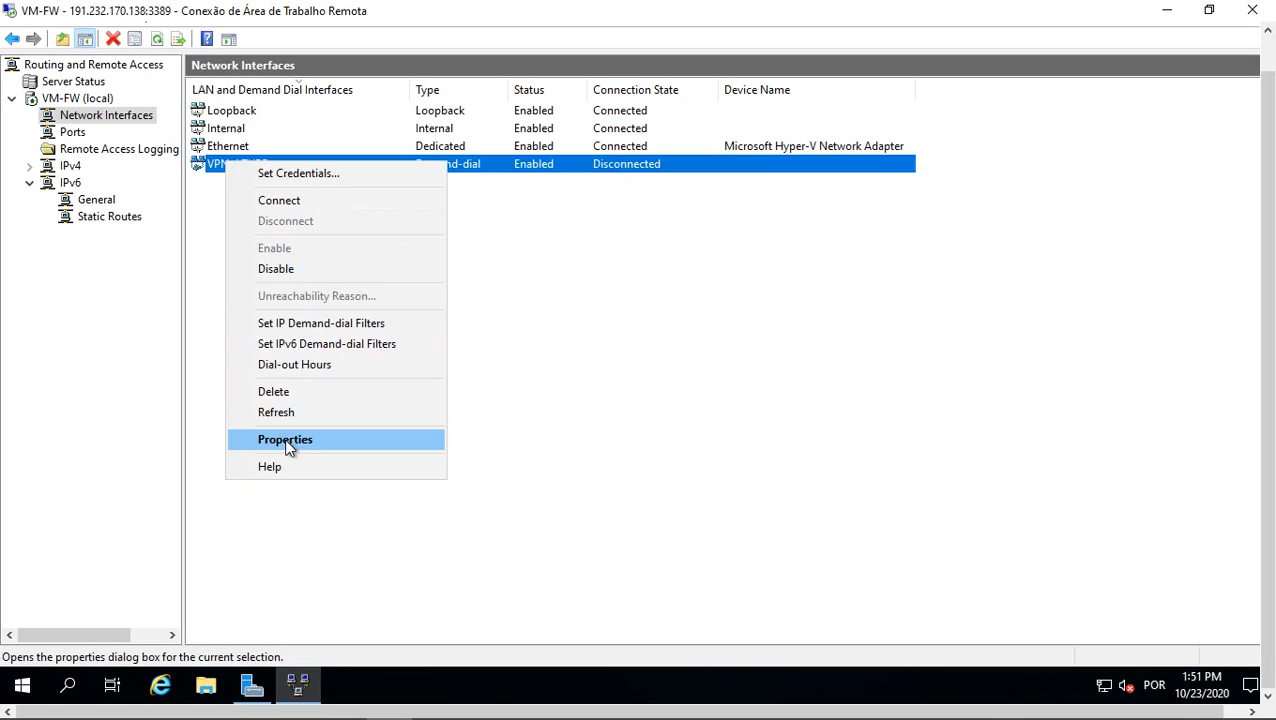 VM-FW - 191.232.170.138:3389 - Conexão de Área de Trabalho Remota
Routing and Remote Access
Server Status
VM-FW (local)
Network Interfaces
Ports
Remote Access Logging
IPv4
IPv6
General
Static Routes
Network Interfaces
LAN and Demand Dial Interfaces Type Status Connection State Device Name
Loopback Loopback Enabled Connected
Internal Internal Enabled Connected
Ethernet Dedicated Enabled Connected Microsoft Hyper-V Network Adapter
Enabled Disconnected
Set Credentials...
Connect
Disconnect
Enable
Disable
Unreachability Reason...
Set IP Demand-dial Filters
Set IPv6 Demand-dial Filters
Dial-out Hours
Delete
Refresh
Properties
Help
Opens the properties dialog box for the current selection.
POR
1:51 PM
10/23/2020